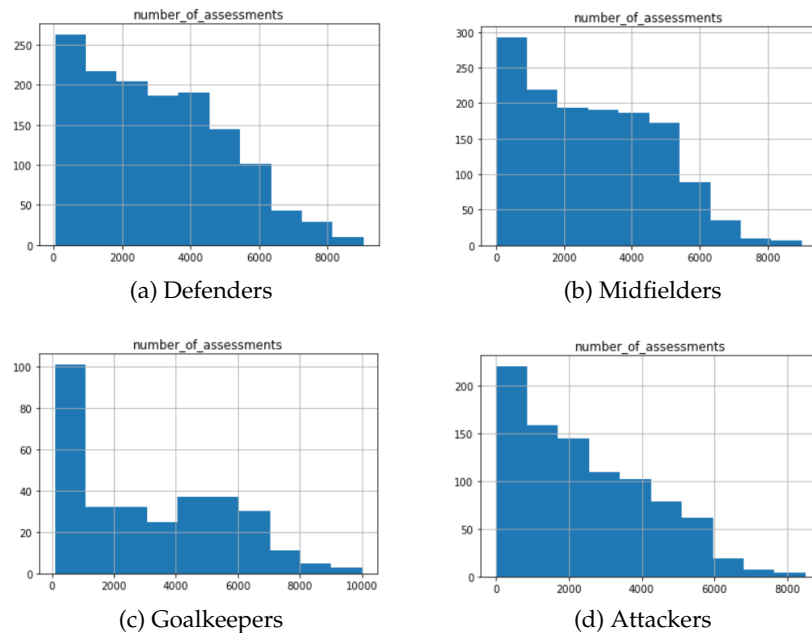 number_of_assessments
250
200
150
100
50
0
0 2000 4000 6000 8000
(a) Defenders
number_of_assessments
300
250
200
150
100
50
0
0 2000 4000 6000 8000
(b) Midfielders
number_of_assessments
100
80
60
40
20
0
0 2000 4000 6000 8000 10000
(c) Goalkeepers
number_of_assessments
200
150
100
50
0
0 2000 4000 6000 8000
(d) Attackers